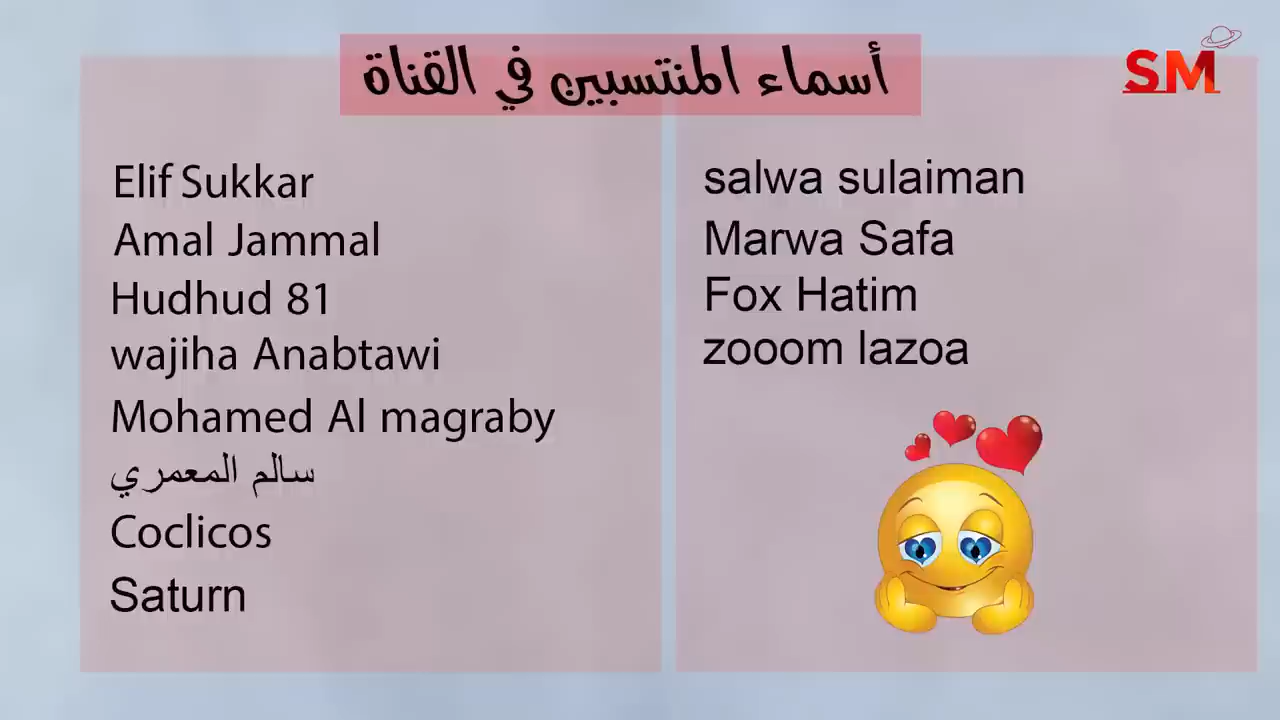 أسماء المنتسبين في القناة
SM
Elif Sukkar
Amal Jammal
Hudhud 81
wajiha Anabtawi
Mohamed Al magraby
سالم المعمري
Coclicos
Saturn
salwa sulaiman
Marwa Safa
Fox Hatim
zooom lazoa